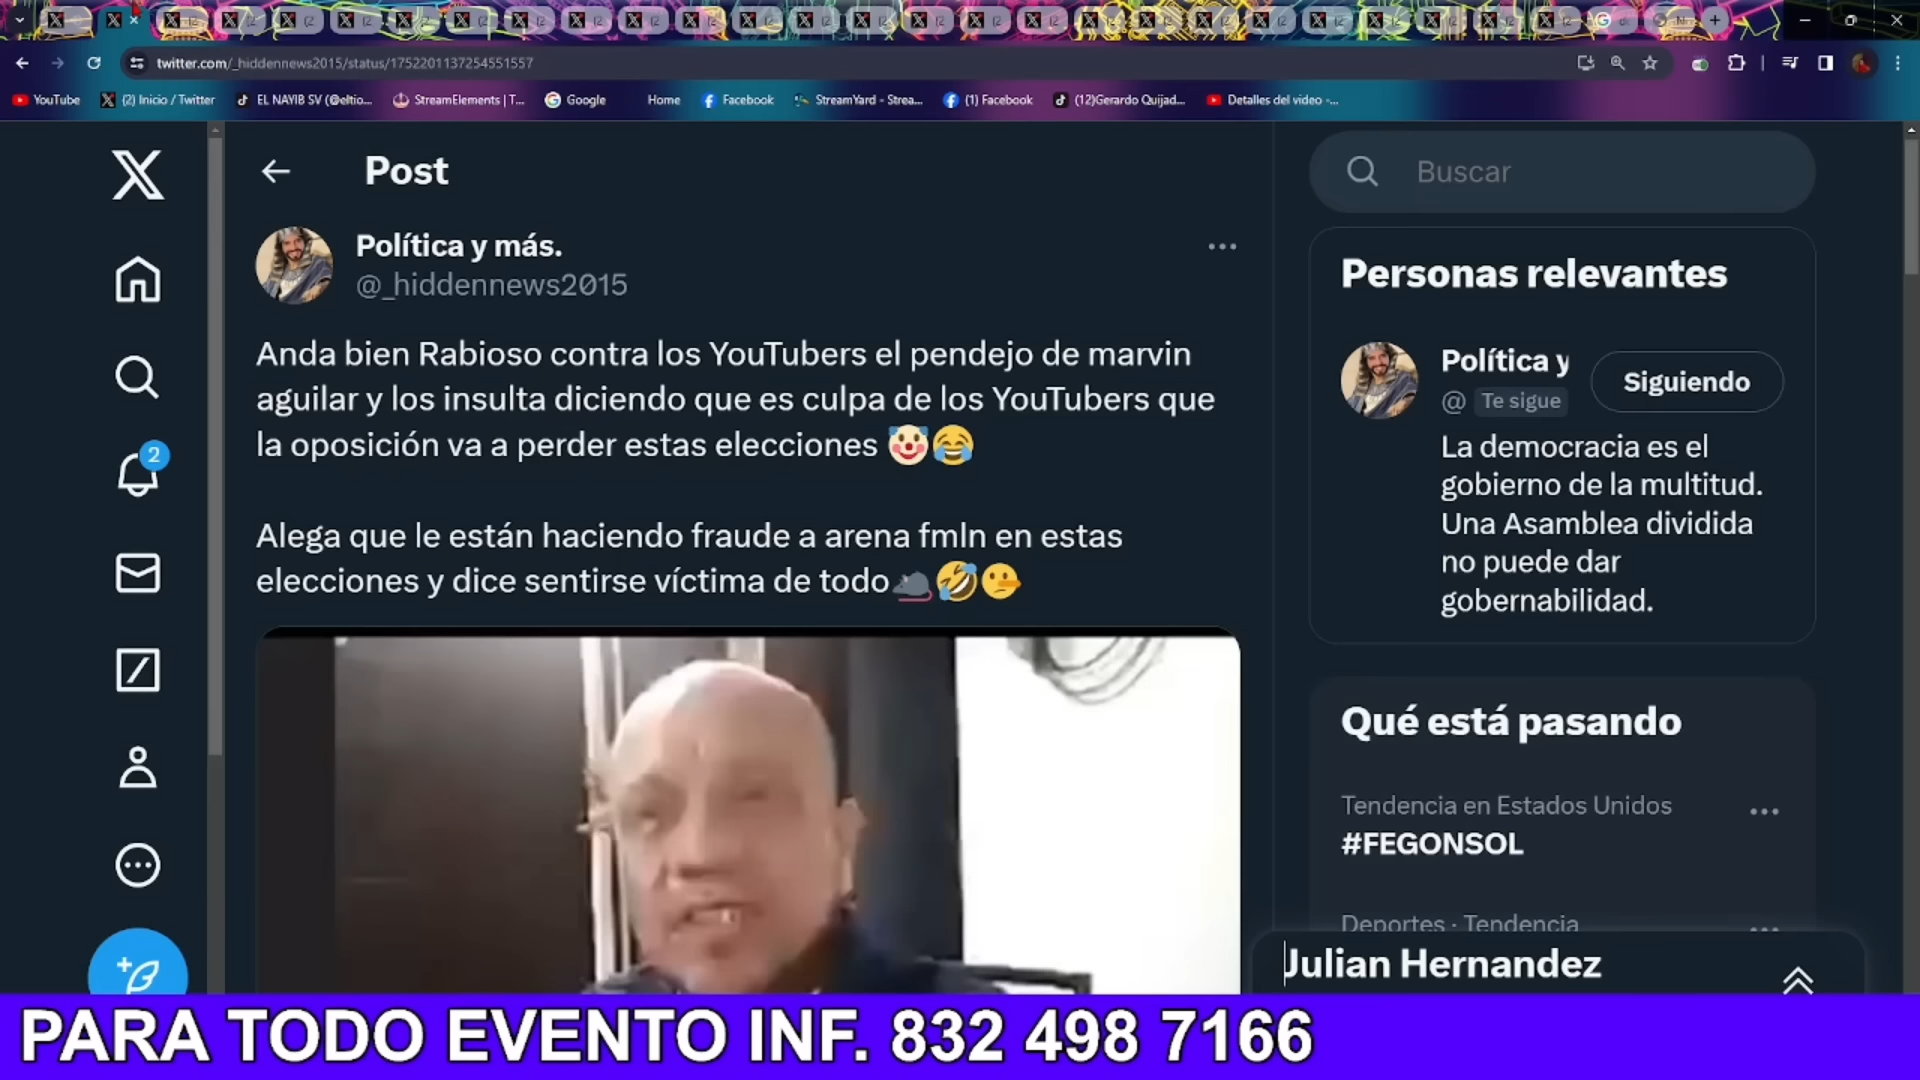 twitter.com/_hiddennews2015/status/1752201137254551557
YouTube
(2) Inicio / Twitter
EL NAYIB SV (@eltio...
StreamElements | T...
Google
Home
Facebook
StreamYard - Strea...
(1) Facebook
(12)Gerardo Quijad...
Detalles del video -...
Post
Buscar
Política y más.
@_hiddennews2015
Anda bien Rabioso contra los YouTubers el pendejo de marvin
aguilar y los insulta diciendo que es culpa de los YouTubers que
la oposición va a perder estas elecciones 🤡😂
Alega que le están haciendo fraude a arena fmln en estas
elecciones y dice sentirse víctima de todo🐀🤣🤥
Personas relevantes
Política y
@ Te sigue
Siguiendo
La democracia es el
gobierno de la multitud.
Una Asamblea dividida
no puede dar
gobernabilidad.
2
Qué está pasando
Tendencia en Estados Unidos
#FEGONSOL
Deportes · Tendencia
Julian Hernandez
PARA TODO EVENTO INF. 832 498 7166